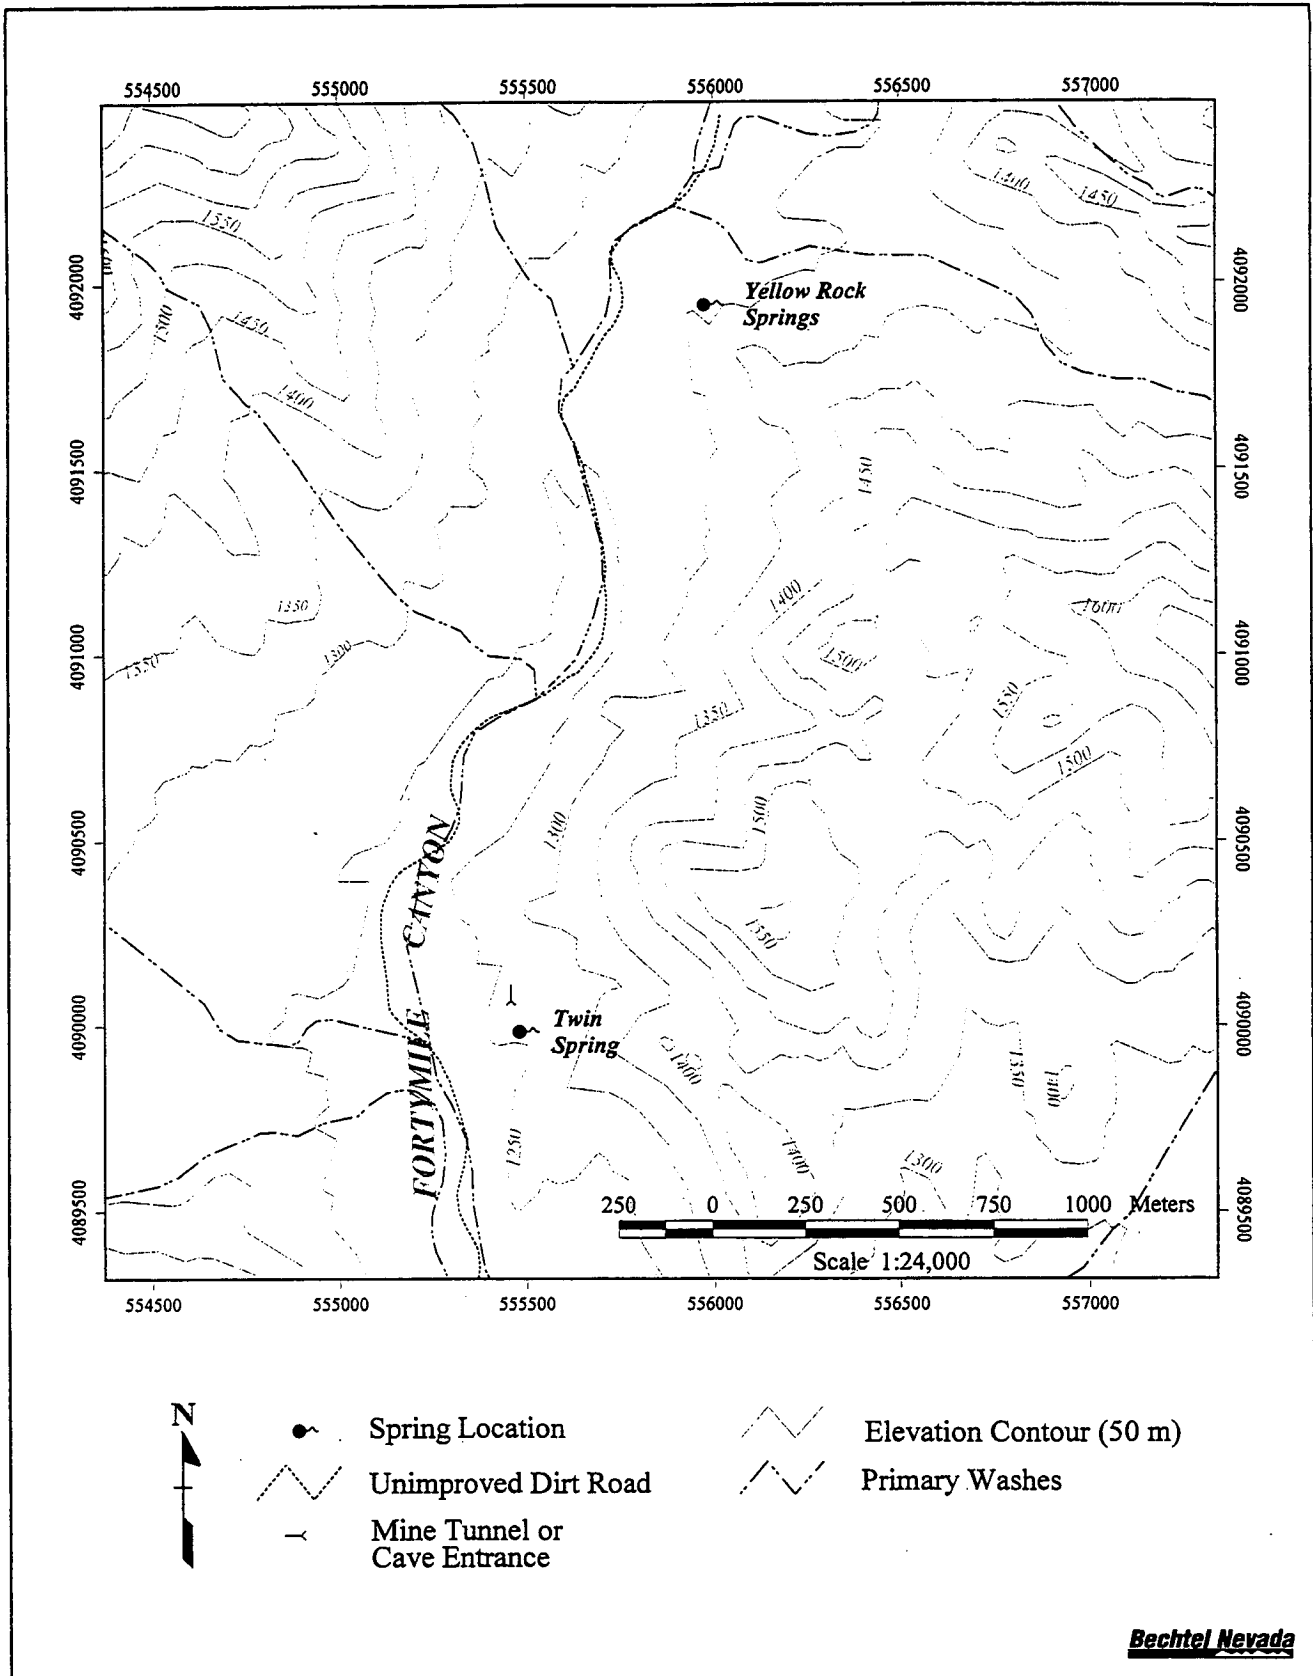 554500 555000 555500 556000 556500 557000
1400
1450
1550
4092000
4092000
Yellow Rock
Springs
1500
1450
1400
4091500
1450
4091500
1400
1350
1600
1300
1350
1500
4091000
4091000
1550
1350
1500
1500
1300
4090500
4090500
CANYON
1550
4090000
Twin
Spring
4090000
FORTYMILE
1400
1350
1400
1250
1400
1300
4089500
250 0 250 500 750 1000 Meters
4089500
Scale 1:24,000
554500 555000 555500 556000 556500 557000
N
Spring Location
Elevation Contour (50 m)
Unimproved Dirt Road
Primary Washes
Mine Tunnel or
Cave Entrance
Bechtel Nevada